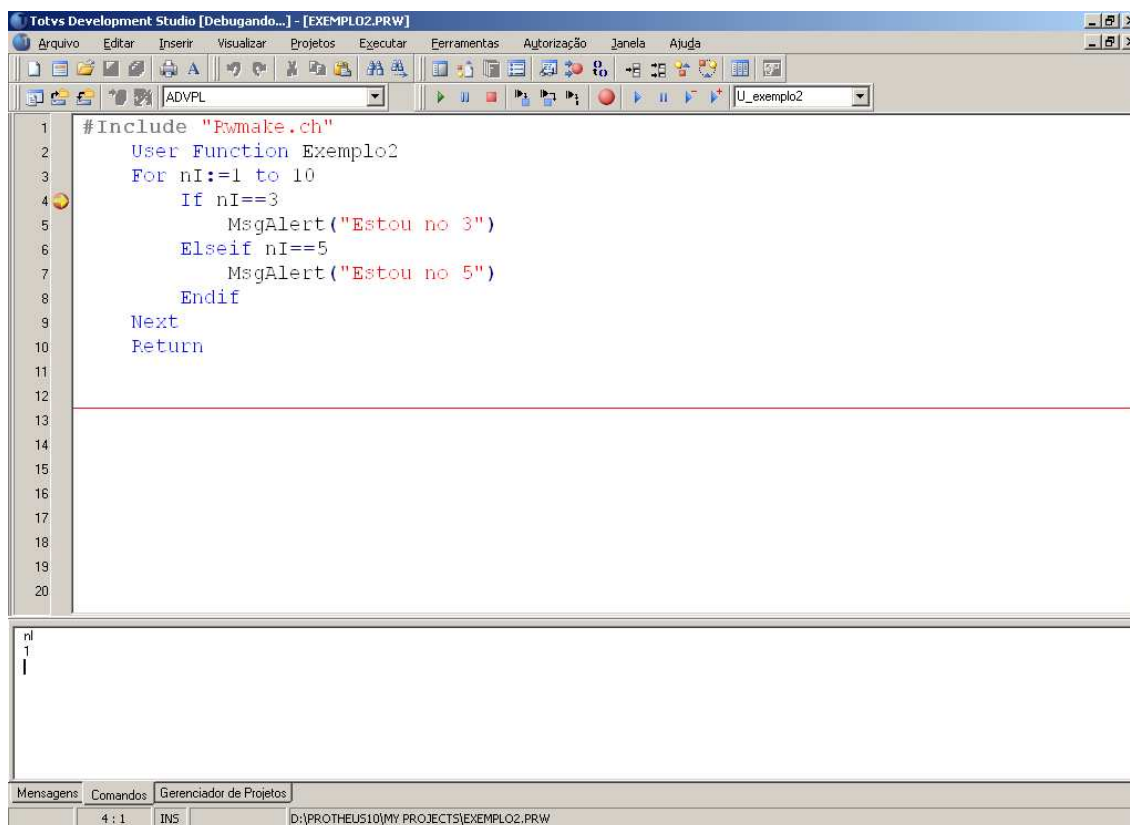 Totvs Development Studio [Debugando...] - [EXEMPLO2.PRW]
Arquivo Editar Inserir Visualizar Projetos Executar Ferramentas Autorização Janela Ajuda
ADVPL U_exemplo2
1 #Include "Rwmake.ch"
2 User Function Exemplo2
3 For nI:=1 to 10
4 If nI==3
5 MsgAlert("Estou no 3")
6 Elseif nI==5
7 MsgAlert("Estou no 5")
8 Endif
9 Next
10 Return
11
12
13
14
15
16
17
18
19
20
nI
1
Mensagens Comandos Gerenciador de Projetos
4 : 1 INS D:\PROTHEUS10\MY PROJECTS\EXEMPLO2.PRW